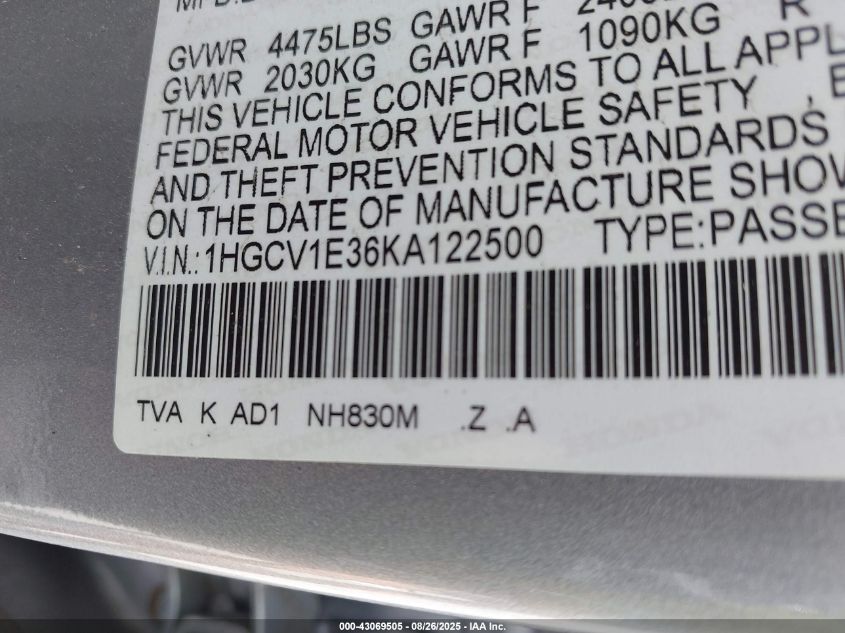 GVWR 4475LBS GAWR F
GVWR 2030KG GAWR F 1090KG R
THIS VEHICLE CONFORMS TO ALL APPL
FEDERAL MOTOR VEHICLE SAFETY
AND THEFT PREVENTION STANDARDS
ON THE DATE OF MANUFACTURE SHOW
V.I.N.: 1HGCV1E36KA122500 TYPE:PASSE
TVA K AD1 NH830M .Z .A
HONDA
000-43069505 - 08/26/2025 - IAA Inc.